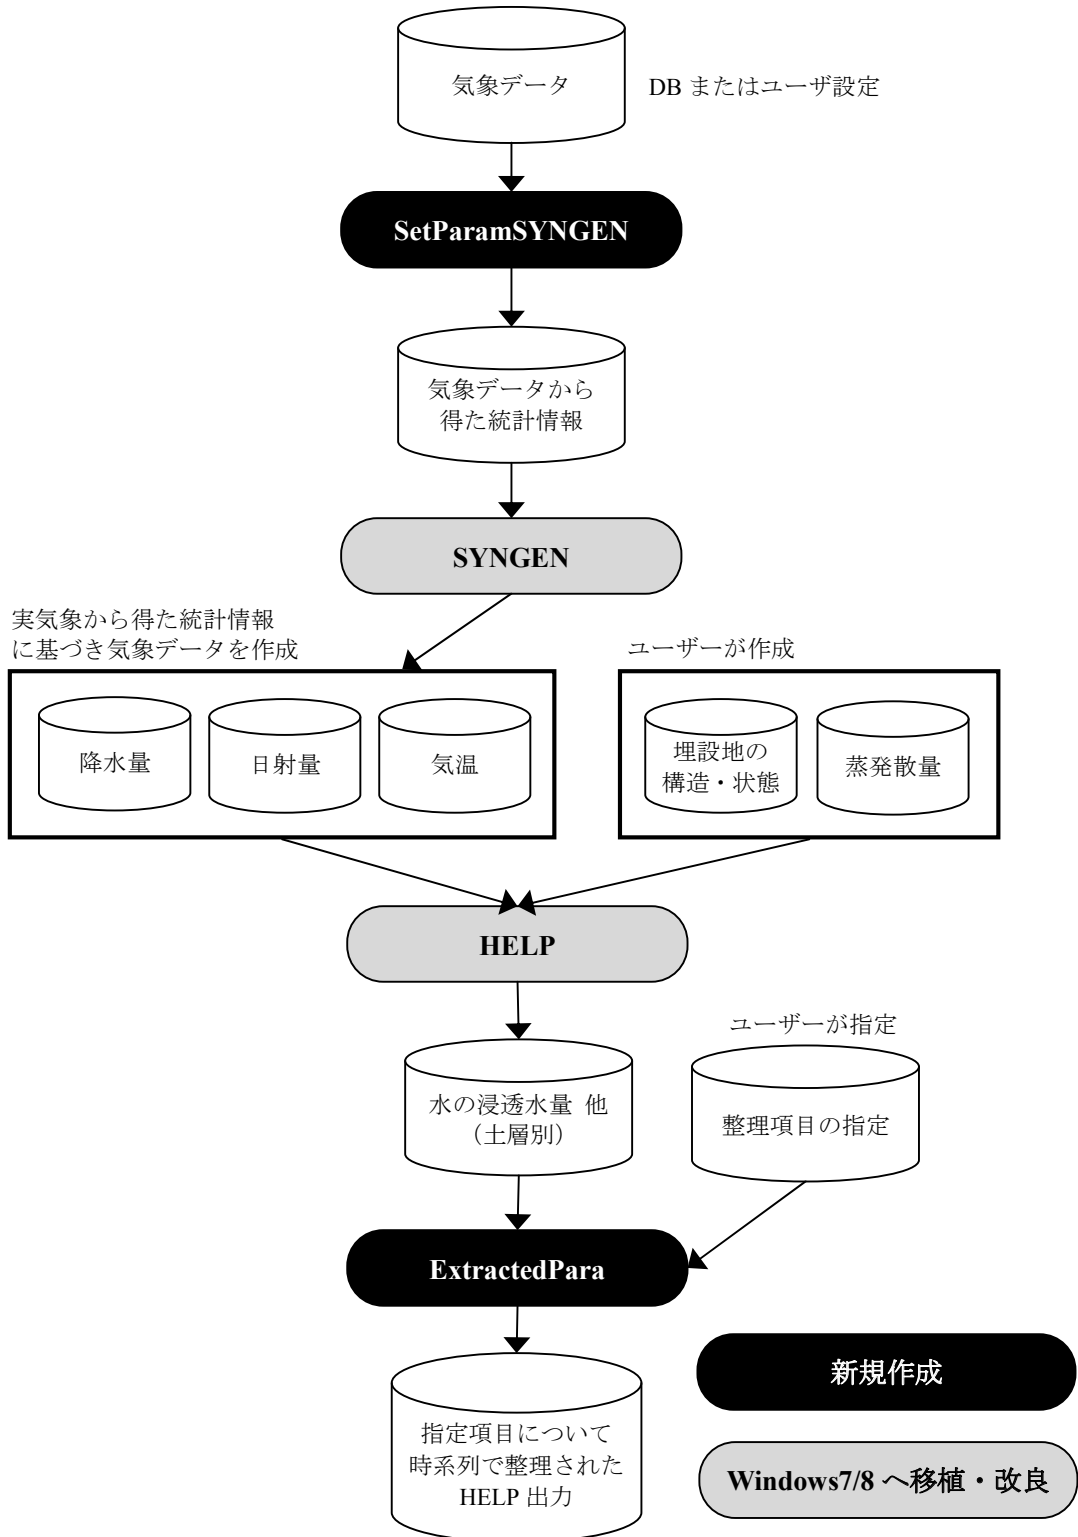 気象データ
DB またはユーザ設定
SetParamSYNGEN
気象データから
得た統計情報
SYNGEN
実気象から得た統計情報
に基づき気象データを作成
ユーザーが作成
降水量
日射量
気温
埋設地の
構造・状態
蒸発散量
HELP
ユーザーが指定
水の浸透水量 他
（土層別）
整理項目の指定
ExtractedPara
新規作成
指定項目について
時系列で整理された
HELP 出力
Windows7/8 へ移植・改良